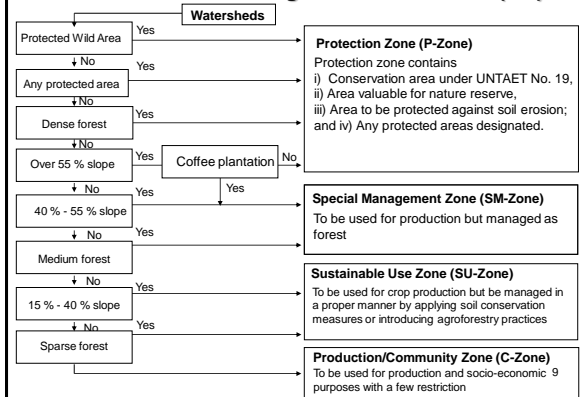 Watersheds
Protected Wild Area
Yes
No
Any protected area
Yes
No
Dense forest
Yes
No
Over 55 % slope
Yes
Coffee plantation
No
Yes
No
40 % - 55 % slope
Yes
No
Medium forest
Yes
No
15 % - 40 % slope
Yes
No
Sparse forest
Yes
Protection Zone (P-Zone)
Protection zone contains
i) Conservation area under UNTAET No. 19,
ii) Area valuable for nature reserve,
iii) Area to be protected against soil erosion;
and iv) Any protected areas designated.
Special Management Zone (SM-Zone)
To be used for production but managed as
forest
Sustainable Use Zone (SU-Zone)
To be used for crop production but be managed in
a proper manner by applying soil conservation
measures or introducing agroforestry practices
Production/Community Zone (C-Zone)
To be used for production and socio-economic
purposes with a few restriction
9